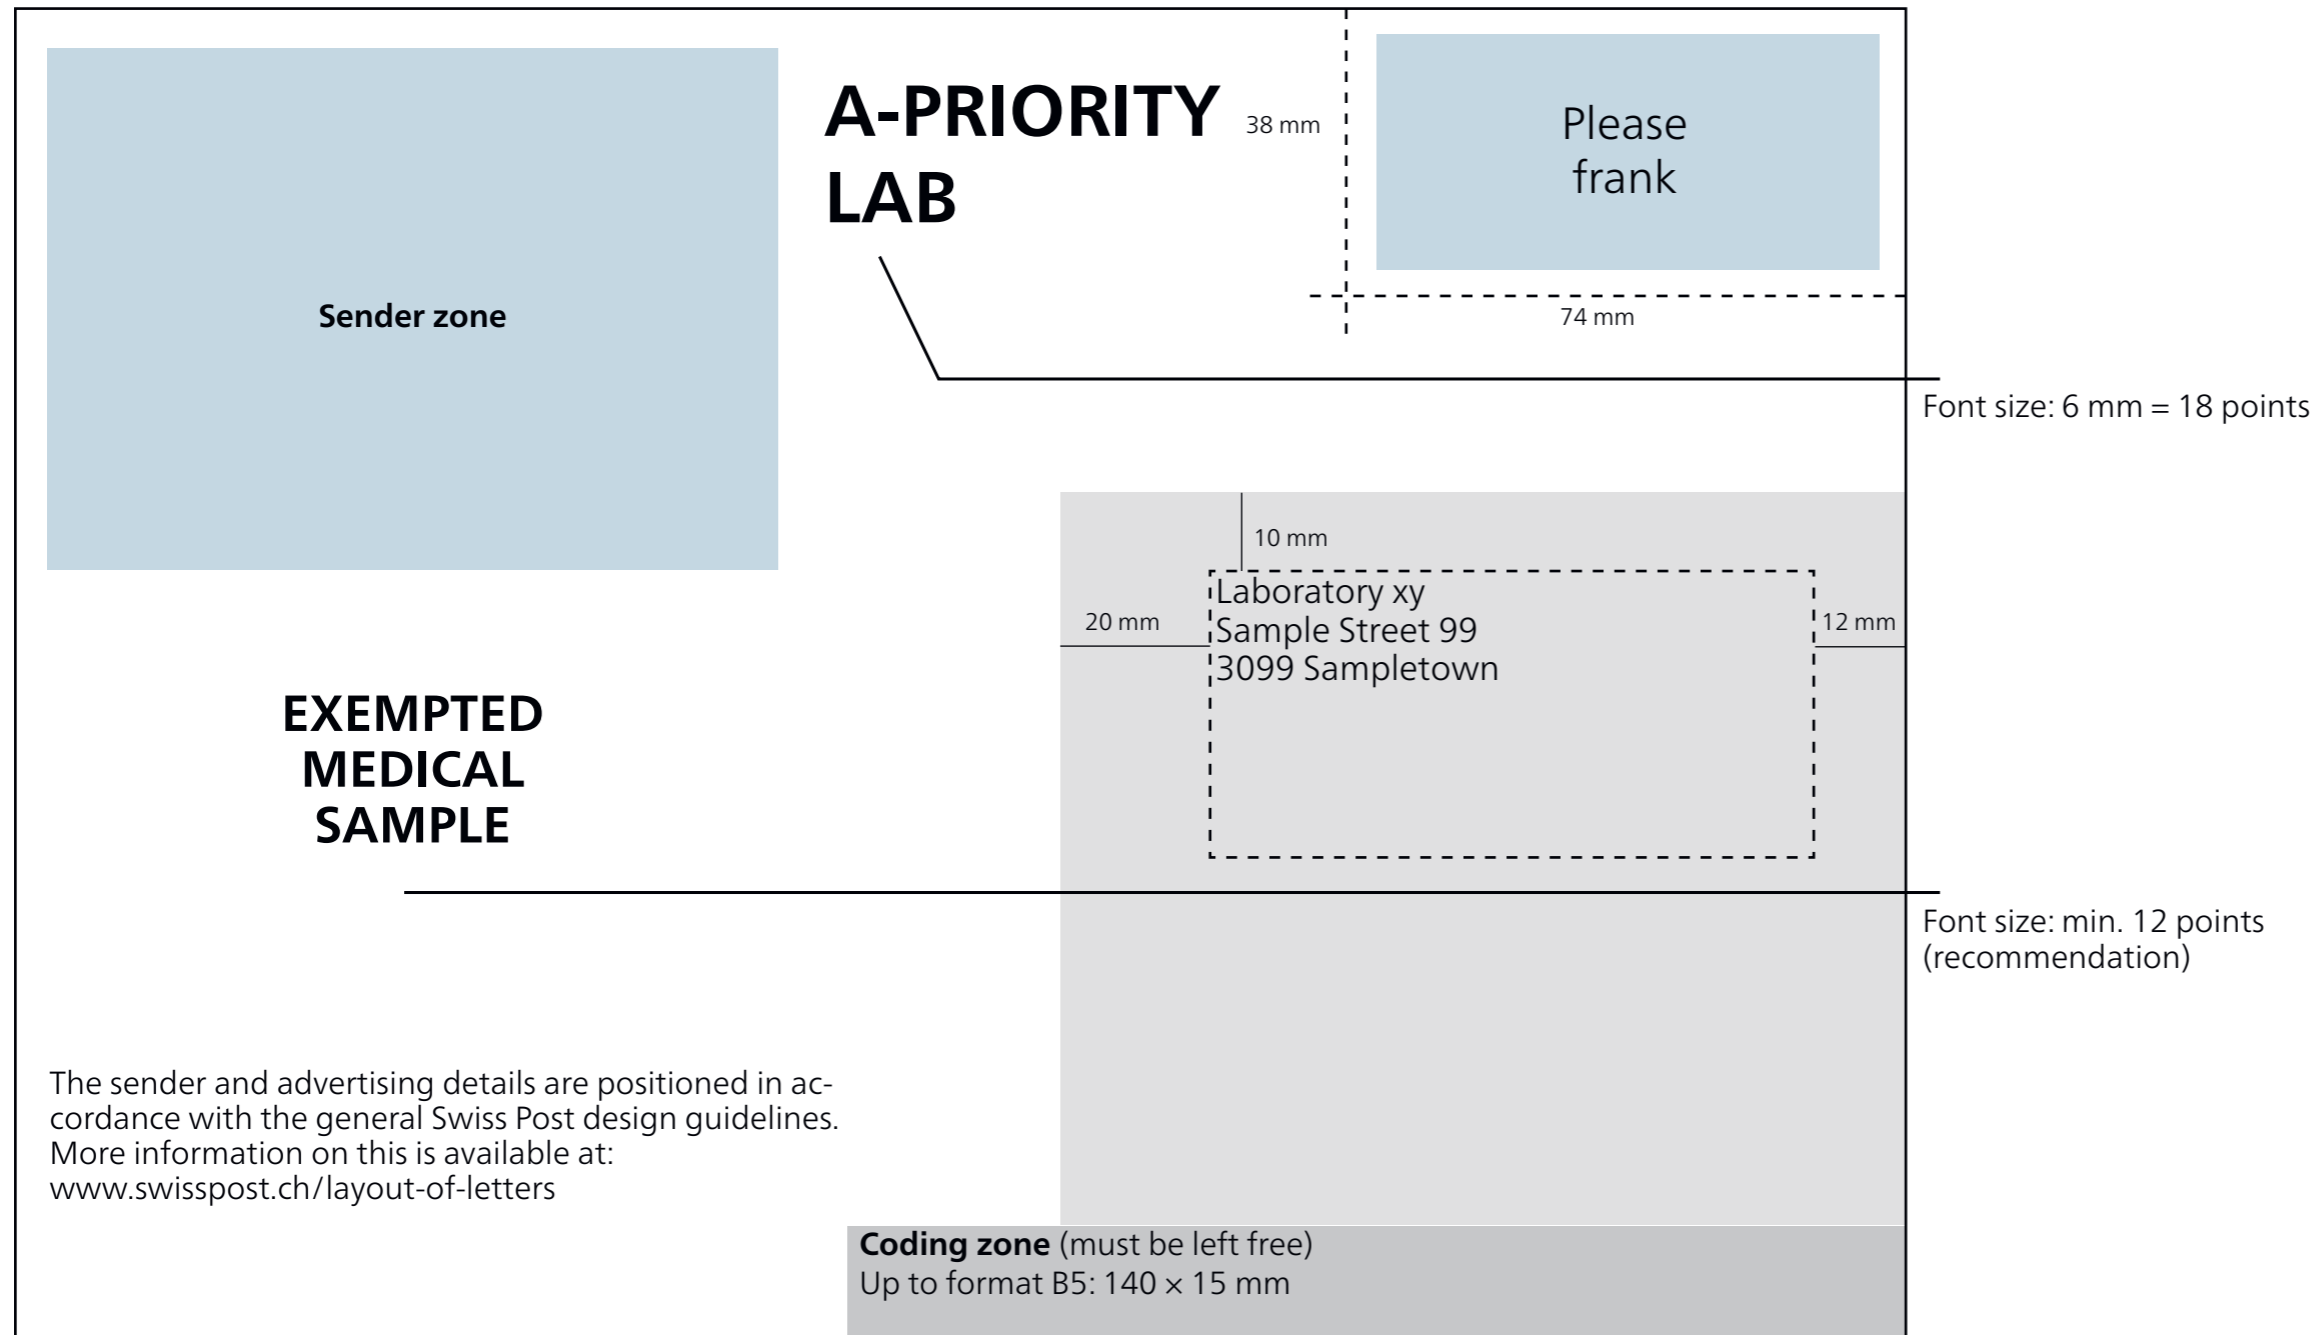 A-PRIORITY
LAB
38 mm
Please
frank
74 mm
Sender zone
Font size: 6 mm = 18 points
10 mm
20 mm
Laboratory xy
Sample Street 99
3099 Sampletown
12 mm
EXEMPTED
MEDICAL
SAMPLE
Font size: min. 12 points
(recommendation)
The sender and advertising details are positioned in ac-
cordance with the general Swiss Post design guidelines.
More information on this is available at:
www.swisspost.ch/layout-of-letters
Coding zone (must be left free)
Up to format B5: 140 × 15 mm